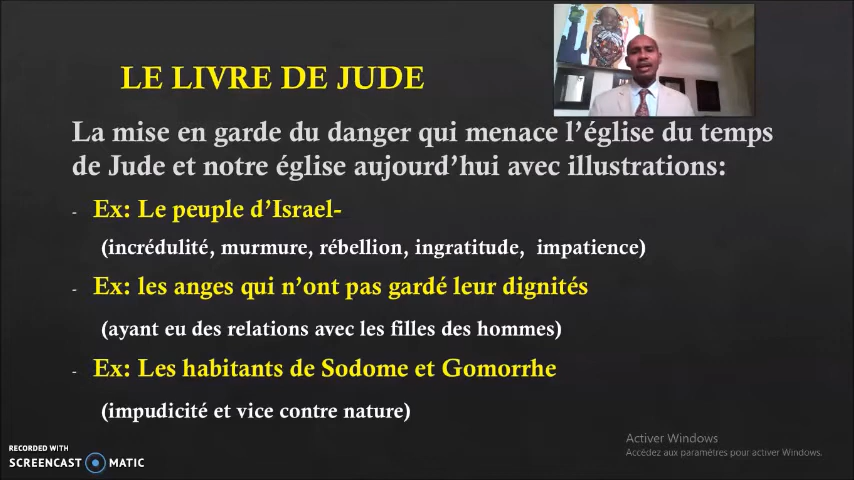 LE LIVRE DE JUDE
La mise en garde du danger qui menace l'église du temps
de Jude et notre église aujourd'hui avec illustrations:
- Ex: Le peuple d'Israel-
(incrédulité, murmure, rébellion, ingratitude, impatience)
- Ex: les anges qui n'ont pas gardé leur dignités
(ayant eu des relations avec les filles des hommes)
- Ex: Les habitants de Sodome et Gomorrhe
(impudicité et vice contre nature)
Activer Windows
Accédez aux paramètres pour activer Windows.
RECORDED WITH
SCREENCAST MATIC